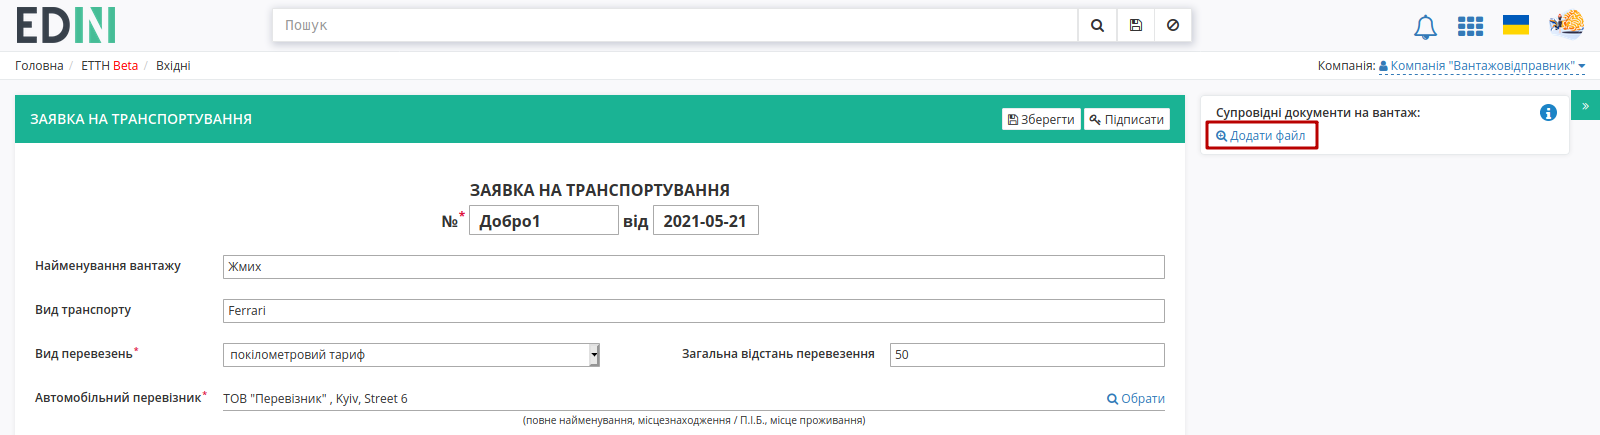 EDIN
Пошук
Головна / ЕТТН Beta / Вхідні
Компанія: Компанія "Вантажовідправник"
ЗАЯВКА НА ТРАНСПОРТУВАННЯ
Зберегти
Підписати
Супровідні документи на вантаж:
Додати файл
ЗАЯВКА НА ТРАНСПОРТУВАННЯ
№* Добро1 від 2021-05-21
Найменування вантажу Жмих
Вид транспорту Ferrari
Вид перевезень* покілометровий тариф Загальна відстань перевезення 50
Автомобільний перевізник* ТОВ "Перевізник" , Kyiv, Street 6 Обрати
(повне найменування, місцезнаходження / П.І.Б., місце проживання)